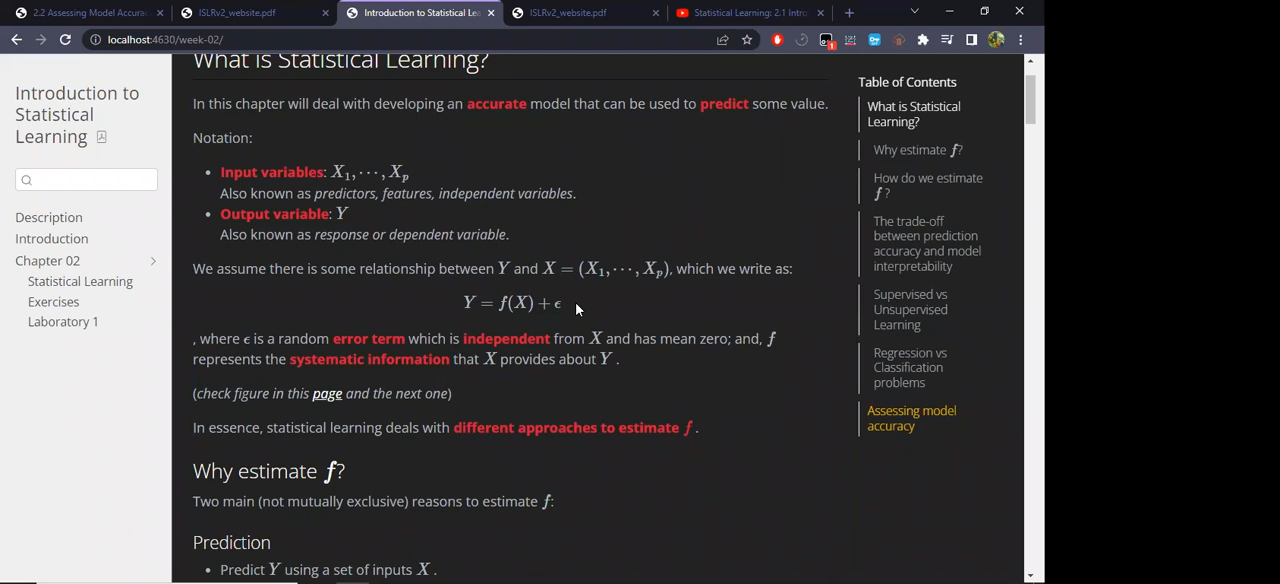 2.2 Assessing Model Accurac
ISLRv2_website.pdf
Introduction to Statistical Lea
ISLRv2_website.pdf
Statistical Learning: 2.1 Intro
localhost:4630/week-02/
1
Introduction to
Statistical
Learning
Description
Introduction
Chapter 02
Statistical Learning
Exercises
Laboratory 1
What is Statistical Learning?
In this chapter will deal with developing an accurate model that can be used to predict some value.
Notation:
• Input variables: X₁, ⋯, Xₚ
Also known as predictors, features, independent variables.
• Output variable: Y
Also known as response or dependent variable.
We assume there is some relationship between Y and X = (X₁, ⋯, Xₚ), which we write as:
Y = f(X) + ϵ
, where ϵ is a random error term which is independent from X and has mean zero; and, f
represents the systematic information that X provides about Y .
(check figure in this page and the next one)
In essence, statistical learning deals with different approaches to estimate f .
Why estimate f?
Two main (not mutually exclusive) reasons to estimate f:
Prediction
• Predict Y using a set of inputs X .
Table of Contents
What is Statistical
Learning?
Why estimate f?
How do we estimate
f ?
The trade-off
between prediction
accuracy and model
interpretability
Supervised vs
Unsupervised
Learning
Regression vs
Classification
problems
Assessing model
accuracy